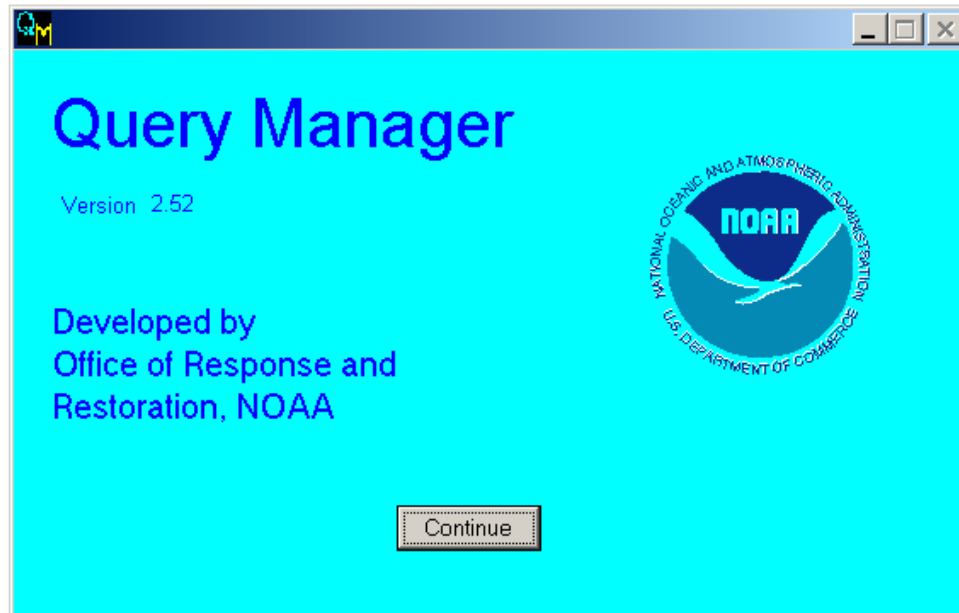 QM
Query Manager
Version 2.52
NATIONAL OCEANIC AND ATMOSPHERIC ADMINISTRATION
NOAA
U.S. DEPARTMENT OF COMMERCE
Developed by
Office of Response and
Restoration, NOAA
Continue